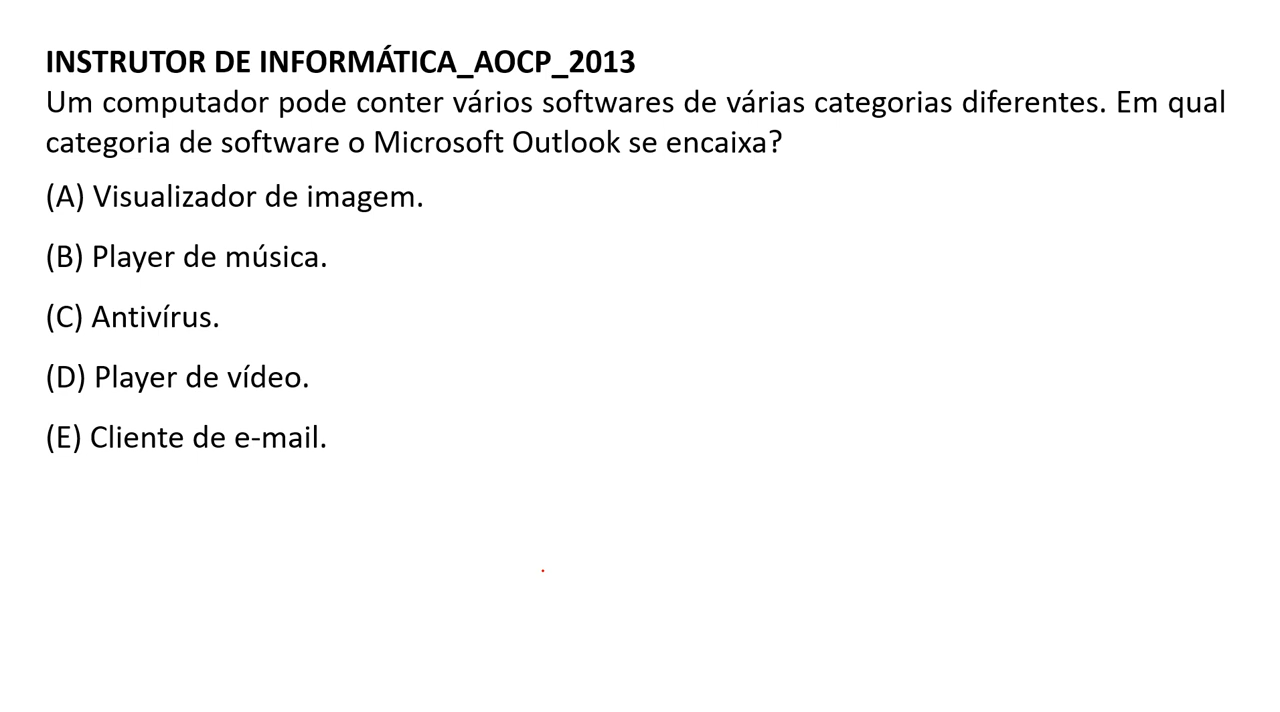 INSTRUTOR DE INFORMÁTICA_AOCP_2013
Um computador pode conter vários softwares de várias categorias diferentes. Em qual
categoria de software o Microsoft Outlook se encaixa?
(A) Visualizador de imagem.
(B) Player de música.
(C) Antivírus.
(D) Player de vídeo.
(E) Cliente de e-mail.